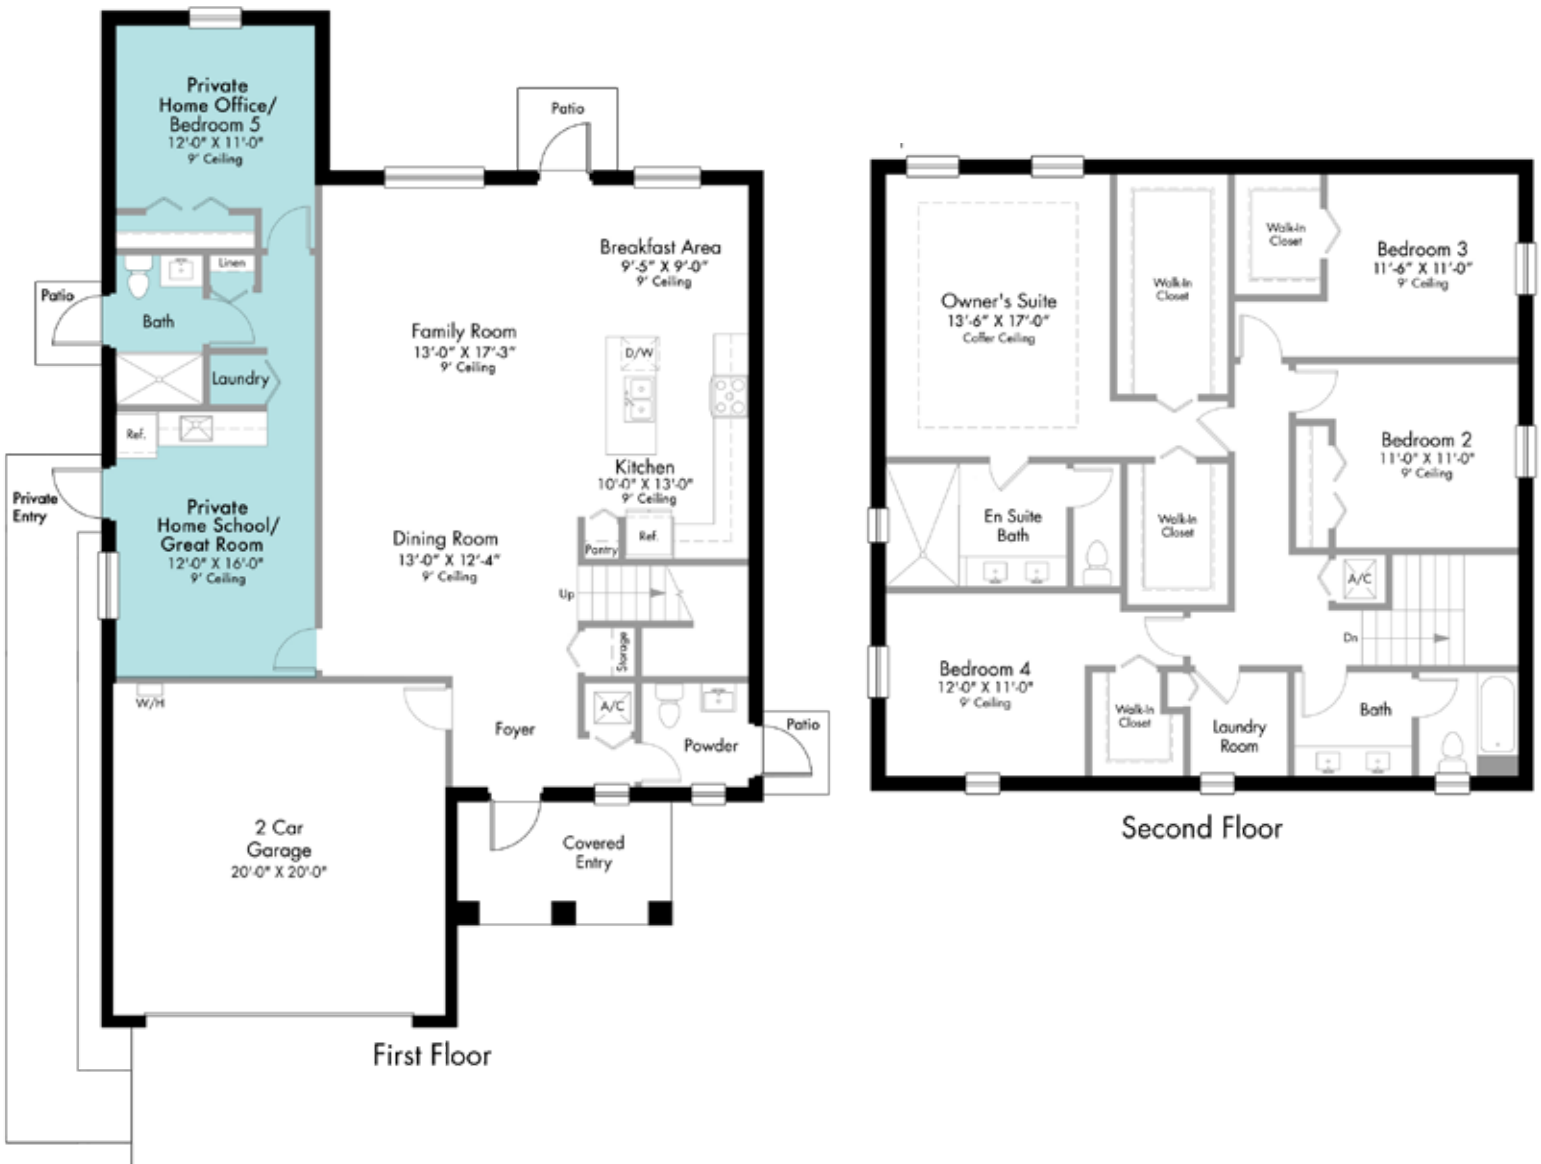 Private
Home Office/
Bedroom 5
12'-0" X 11'-0"
9' Ceiling
Linen
Patio
Bath
Laundry
Ref.
Private
Entry
Private
Home School/
Great Room
12'-0" X 16'-0"
9' Ceiling
Patio
Breakfast Area
9'-5" X 9'-0"
9' Ceiling
Family Room
13'-0" X 17'-3"
9' Ceiling
D/W
Kitchen
10'-0" X 13'-0"
9' Ceiling
Dining Room
13'-0" X 12'-4"
9' Ceiling
Pantry
Ref.
Up
Storage
W/H
A/C
Foyer
Powder
Patio
2 Car
Garage
20'-0" X 20'-0"
Covered
Entry
First Floor
Owner's Suite
13'-6" X 17'-0"
Coffer Ceiling
Walk-In
Closet
Walk-In
Closet
Bedroom 3
11'-6" X 11'-0"
9' Ceiling
Bedroom 2
11'-0" X 11'-0"
9' Ceiling
En Suite
Bath
Walk-In
Closet
A/C
Dn
Bedroom 4
12'-0" X 11'-0"
9' Ceiling
Walk-In
Closet
Laundry
Room
Bath
Second Floor